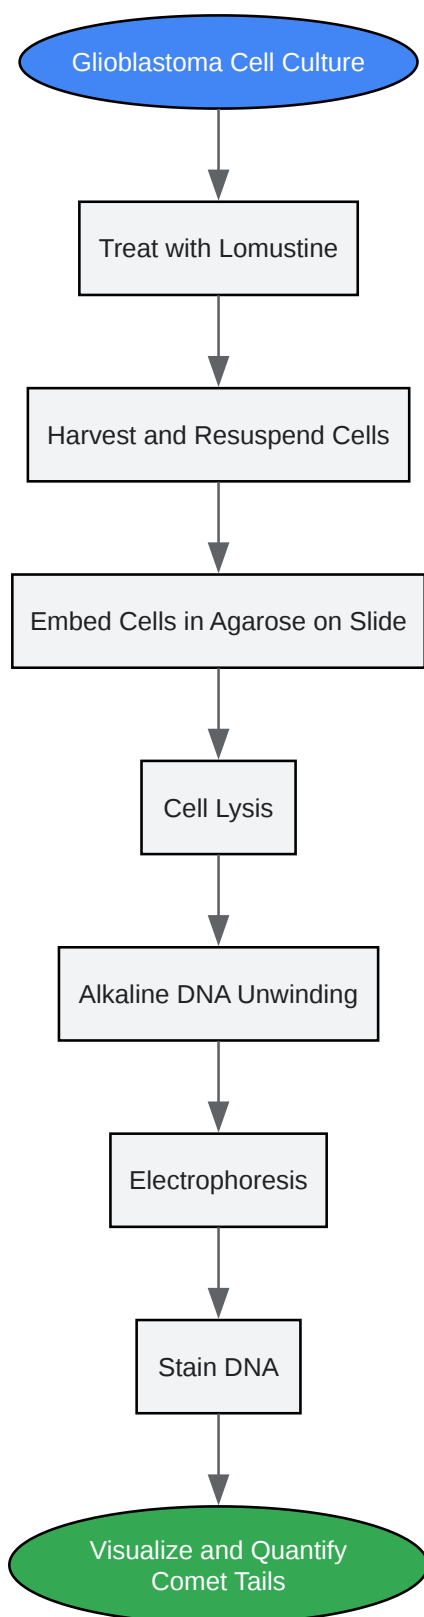 Glioblastoma Cell Culture
Treat with Lomustine
Harvest and Resuspend Cells
Embed Cells in Agarose on Slide
Cell Lysis
Alkaline DNA Unwinding
Electrophoresis
Stain DNA
Visualize and Quantify
Comet Tails